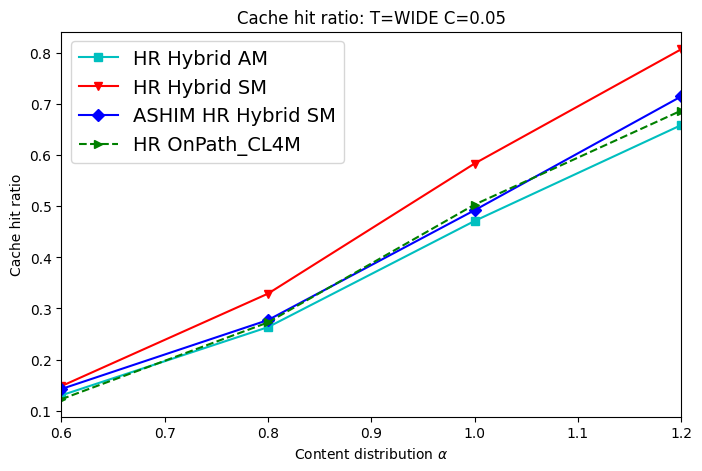 Cache hit ratio: T=WIDE C=0.05
HR Hybrid AM
HR Hybrid SM
ASHIM HR Hybrid SM
HR OnPath_CL4M
Cache hit ratio
0.8
0.7
0.6
0.5
0.4
0.3
0.2
0.1
0.6 0.7 0.8 0.9 1.0 1.1 1.2
Content distribution α